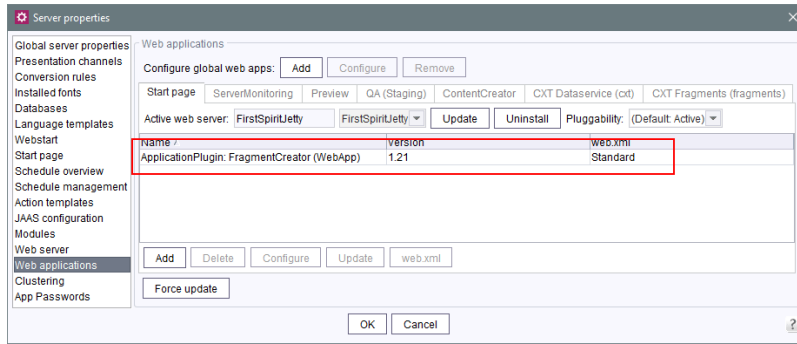 Server properties
Global server properties
Presentation channels
Conversion rules
Installed fonts
Databases
Language templates
Webstart
Start page
Schedule overview
Schedule management
Action templates
JAAS configuration
Modules
Web server
Web applications
Clustering
App Passwords
Web applications
Configure global web apps: Add Configure Remove
Start page ServerMonitoring Preview QA (Staging) ContentCreator CXT Dataservice (cxt) CXT Fragments (fragments)
Active web server: FirstSpiritJetty FirstSpiritJetty Update Uninstall Pluggability: (Default: Active)
Name Version web.xml
ApplicationPlugin: FragmentCreator (WebApp) 1.21 Standard
Add Delete Configure Update web.xml
Force update
OK Cancel
?